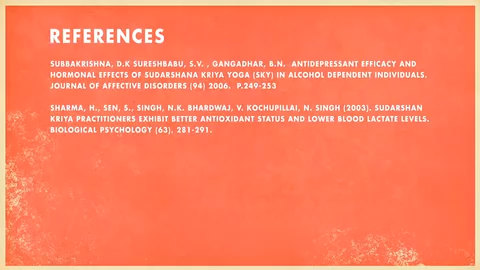 REFERENCES
SUBBAKRISHNA, D.K SURESHBABU, S.V. , GANGADHAR, B.N. ANTIDEPRESSANT EFFICACY AND
HORMONAL EFFECTS OF SUDARSHANA KRIYA YOGA (SKY) IN ALCOHOL DEPENDENT INDIVIDUALS.
JOURNAL OF AFFECTIVE DISORDERS (94) 2006. P.249-253
SHARMA, H., SEN, S., SINGH, N.K. BHARDWAJ, V. KOCHUPILLAI, N. SINGH (2003). SUDARSHAN
KRIYA PRACTITIONERS EXHIBIT BETTER ANTIOXIDANT STATUS AND LOWER BLOOD LACTATE LEVELS.
BIOLOGICAL PSYCHOLOGY (63), 281-291.